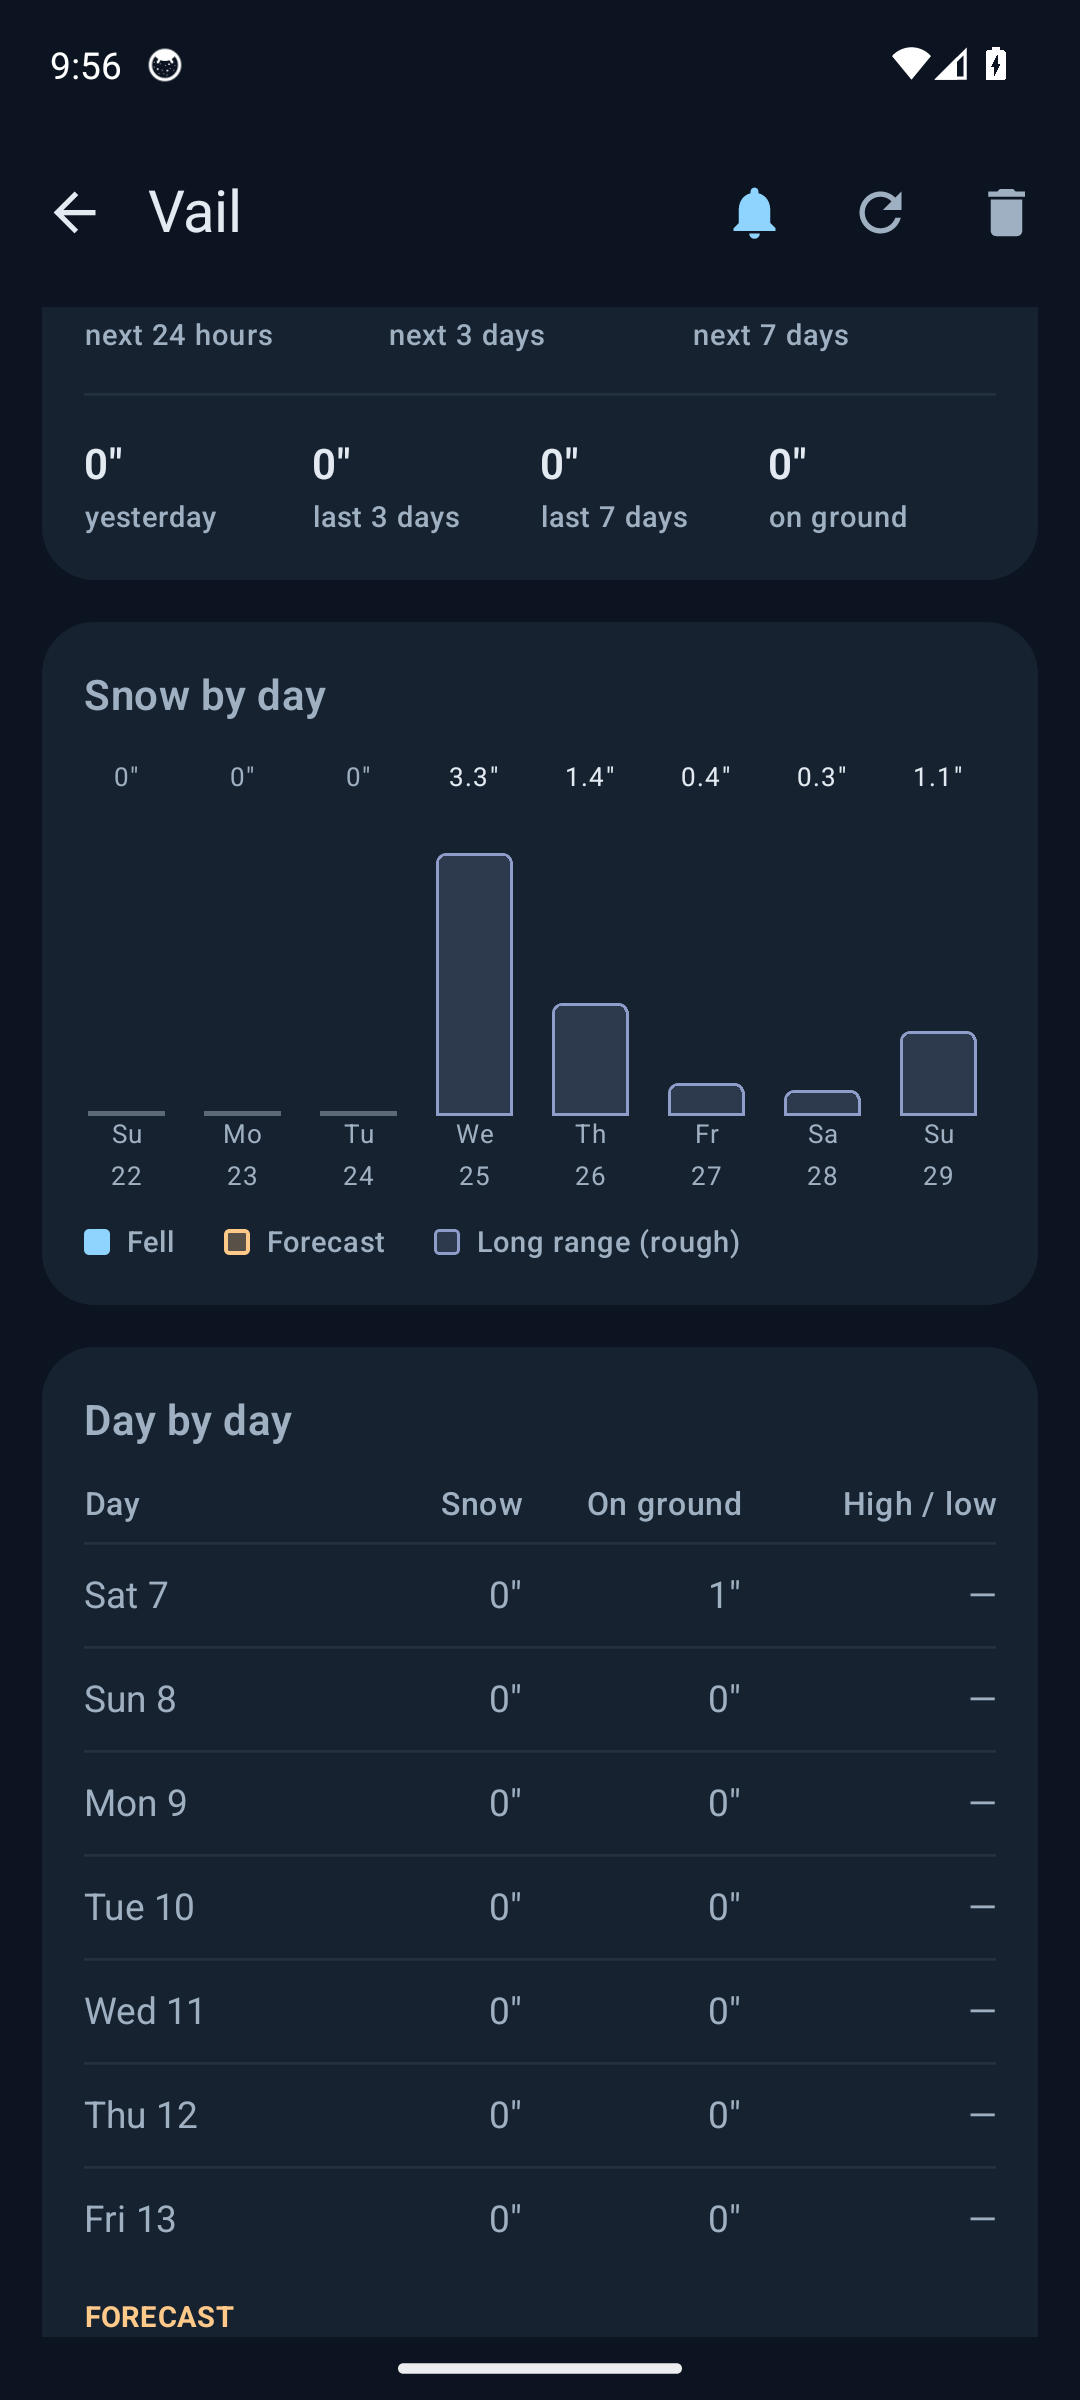 9:56
Vail
next 24 hours next 3 days next 7 days
0" 0" 0" 0"
yesterday last 3 days last 7 days on ground
Snow by day
0" 0" 0" 3.3" 1.4" 0.4" 0.3" 1.1"
Su Mo Tu We Th Fr Sa Su
22 23 24 25 26 27 28 29
Fell Forecast Long range (rough)
Day by day
Day Snow On ground High / low
Sat 7 0" 1" —
Sun 8 0" 0" —
Mon 9 0" 0" —
Tue 10 0" 0" —
Wed 11 0" 0" —
Thu 12 0" 0" —
Fri 13 0" 0" —
FORECAST